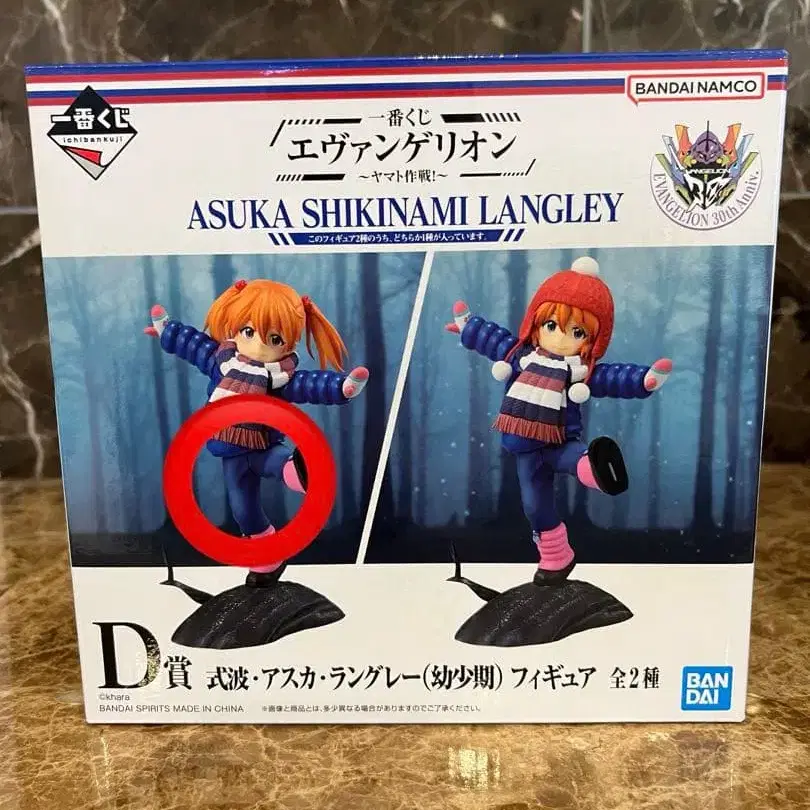 一番くじ
ichibankuji
BANDAI NAMCO
一番くじ
エヴァンゲリオン
~ヤマト作戦!~
EVANGELION
EVANGELION 30th Anniv.
ASUKA SHIKINAMI LANGLEY
このフィギュア2種のうち、どちらか1種が入っています。
D賞 式波・アスカ・ラングレー(幼少期) フィギュア 全2種
©khara
BANDAI SPIRITS MADE IN CHINA ※画像と商品とは、多少異なる場合がありますのでご了承ください。
BAN
DAI